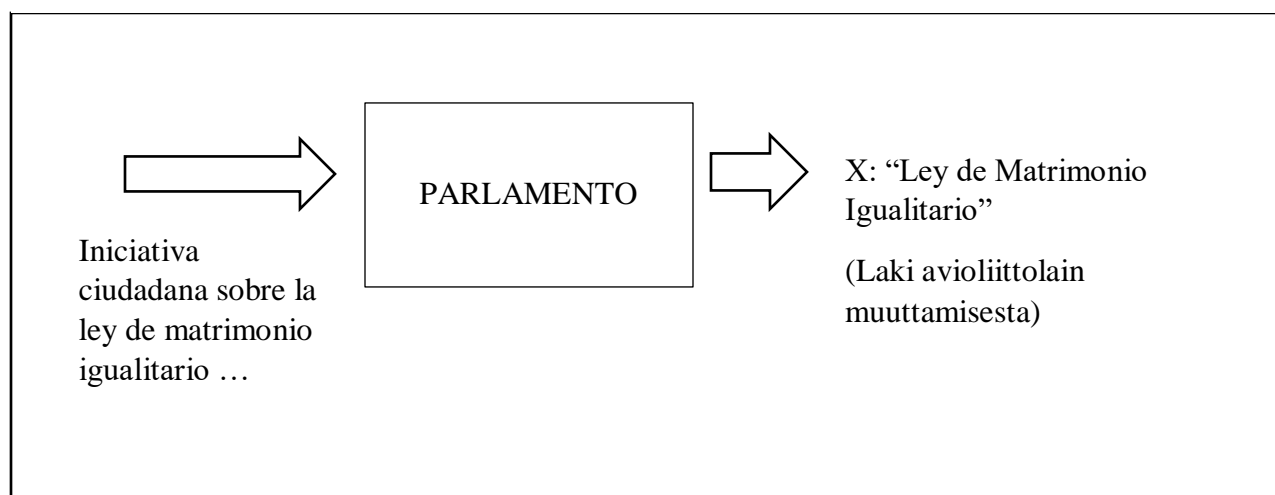 Iniciativa
ciudadana sobre la
ley de matrimonio
igualitario …
PARLAMENTO
X: “Ley de Matrimonio
Igualitario”
(Laki avioliittolain
muuttamisesta)